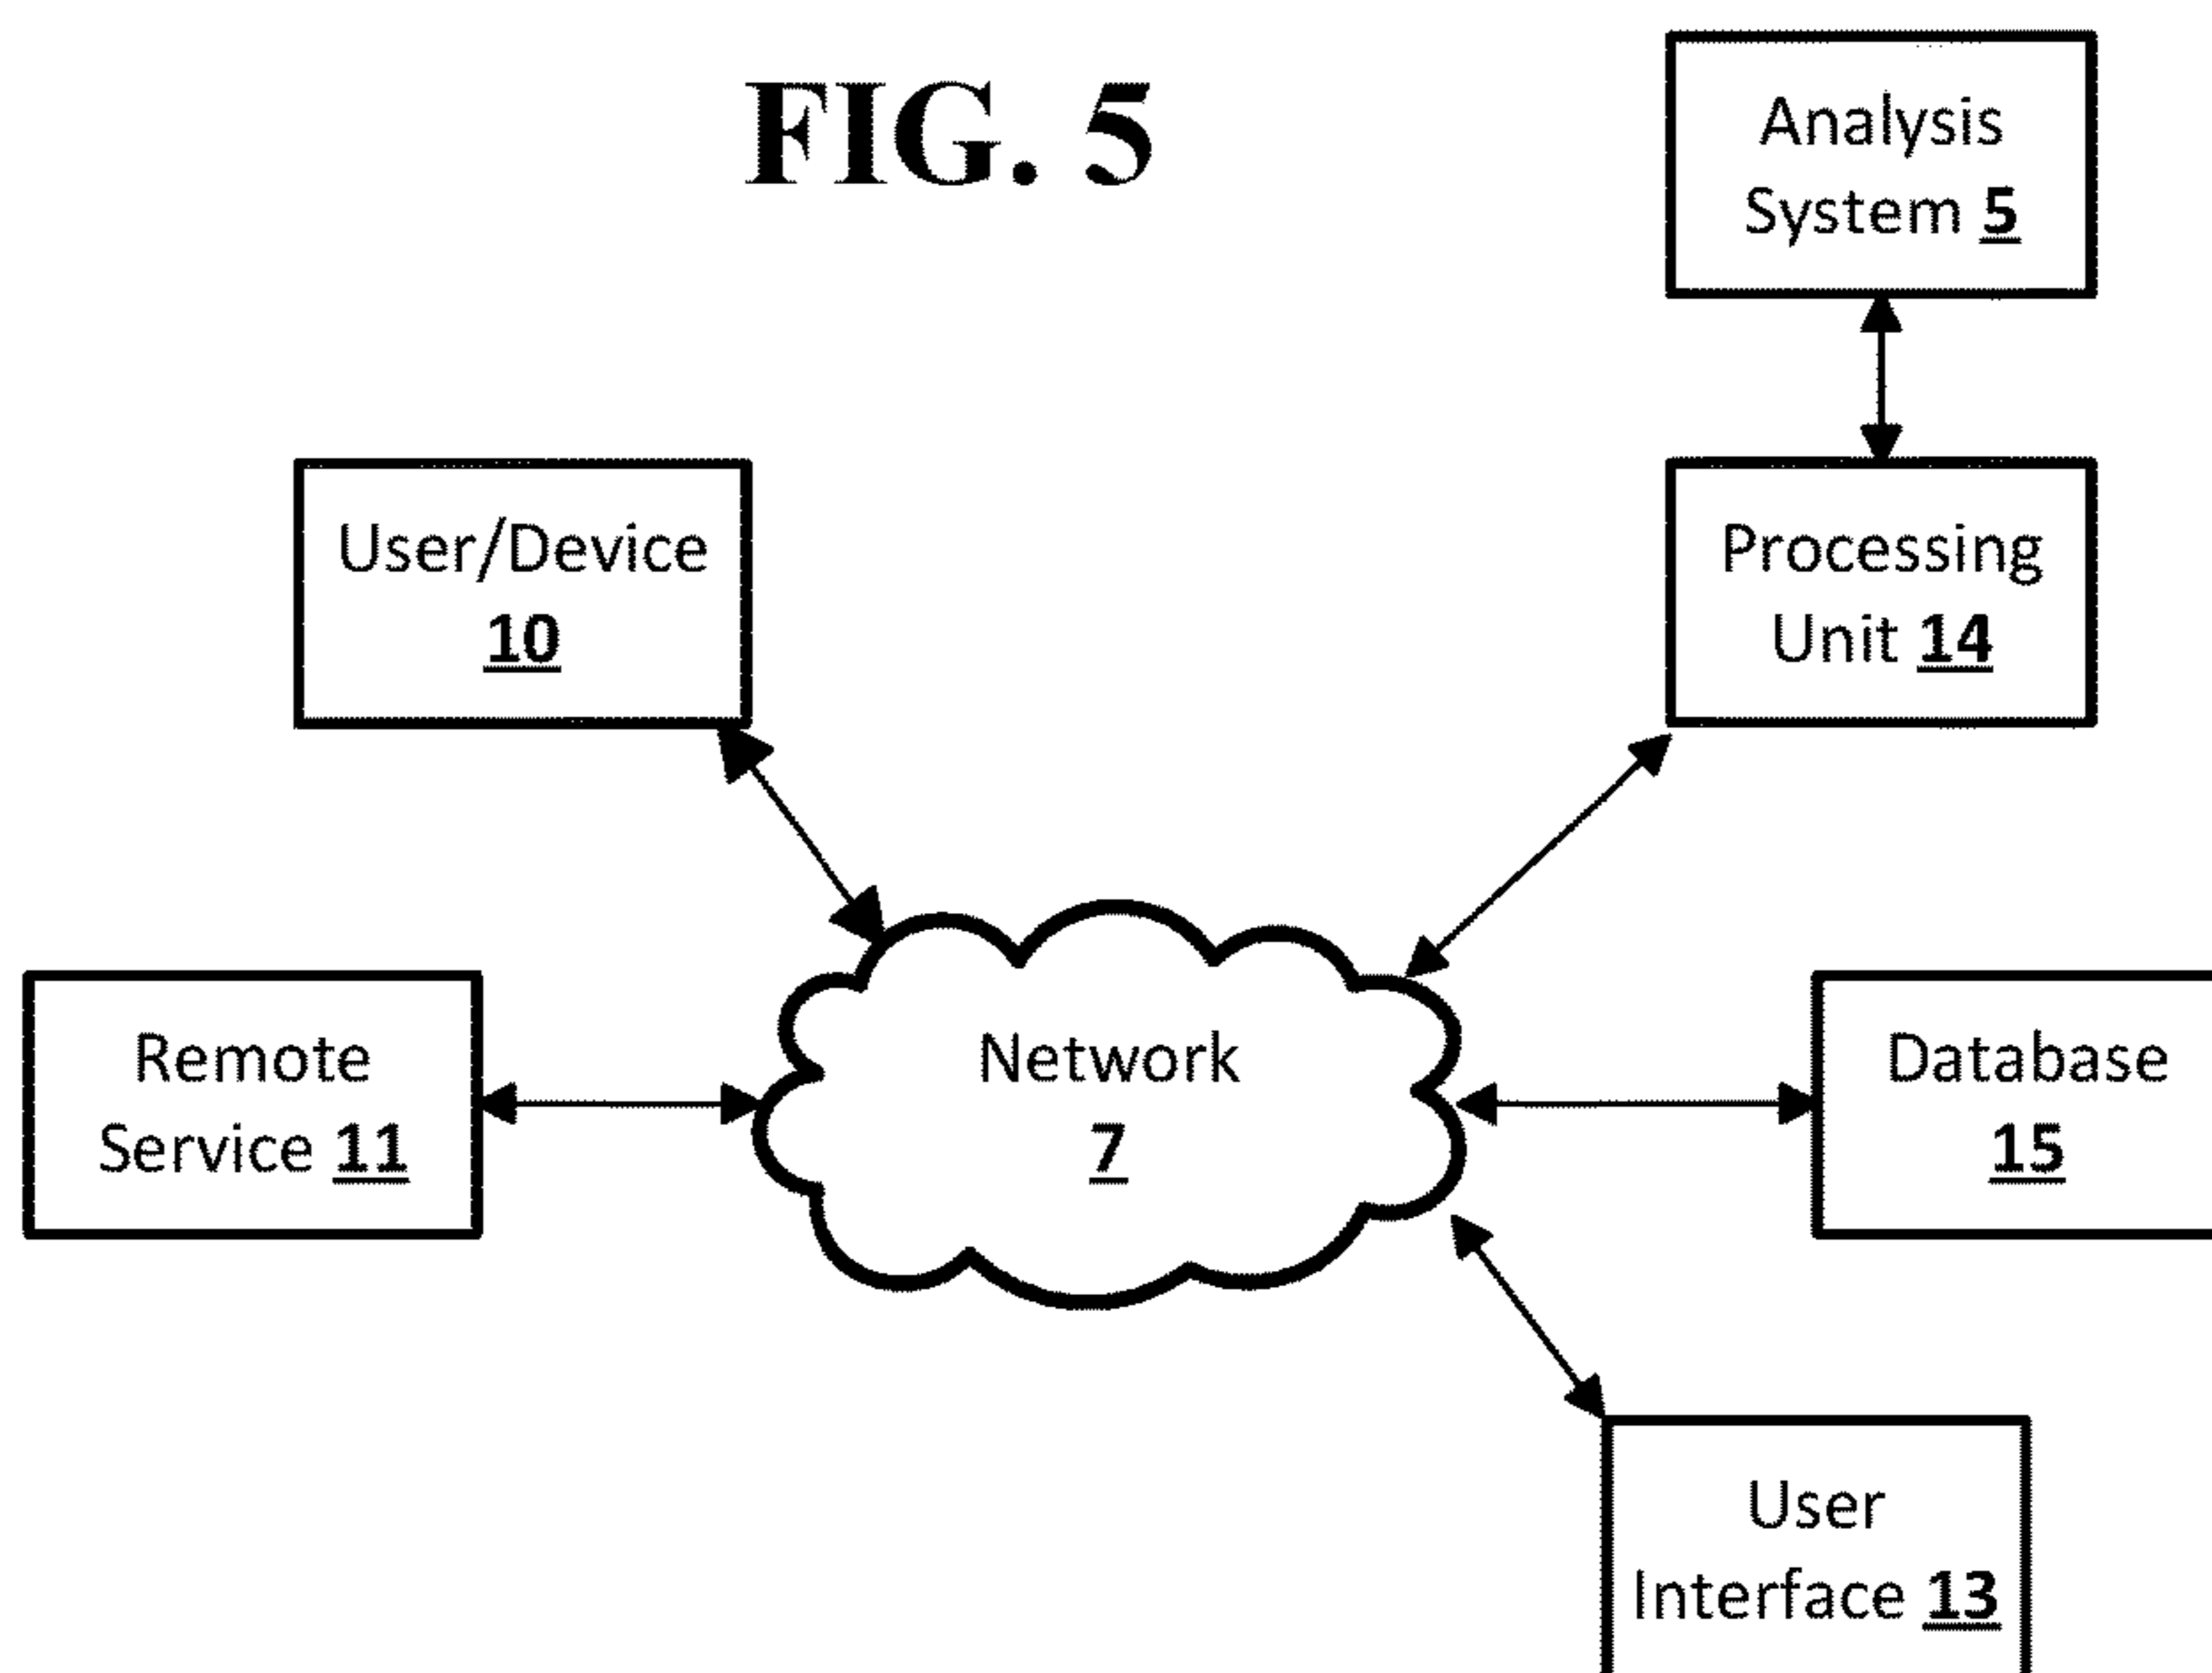 FIG. 5
Analysis
System 5
User/Device
10
Processing
Unit 14
Remote
Service 11
Network
7
Database
15
User
Interface 13